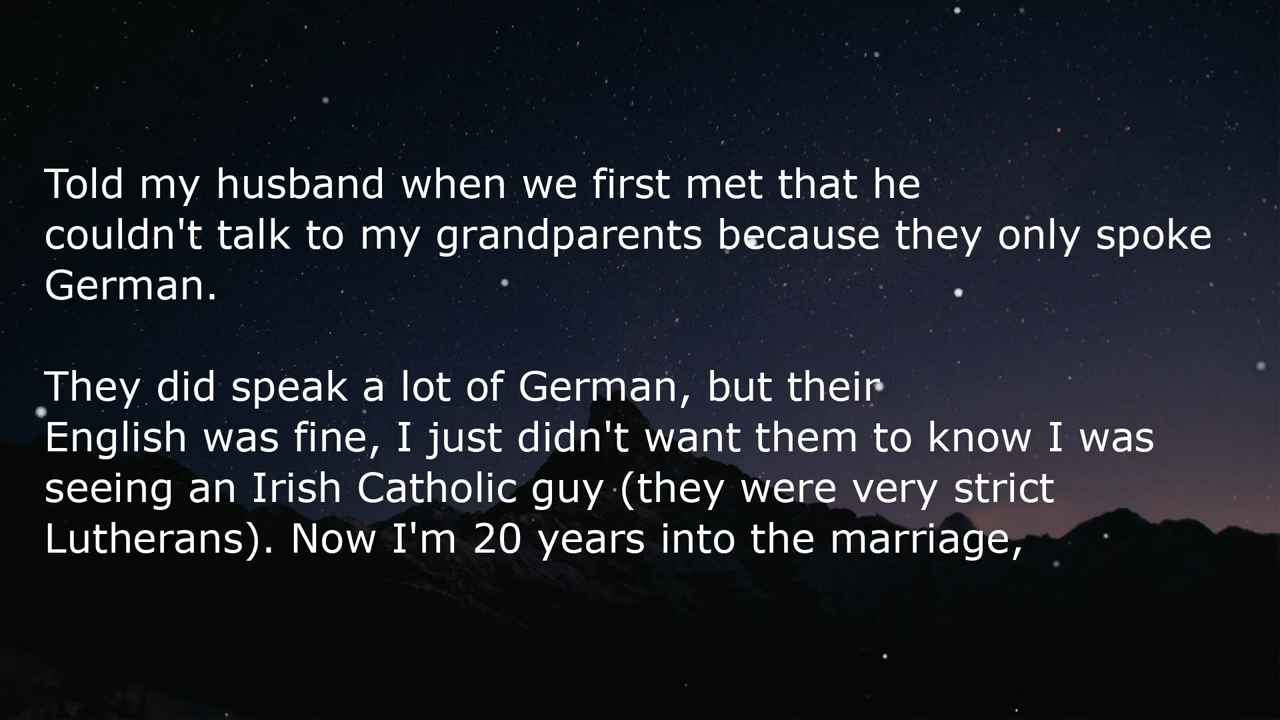 Told my husband when we first met that he
couldn't talk to my grandparents because they only spoke
German.
They did speak a lot of German, but their
English was fine, I just didn't want them to know I was
seeing an Irish Catholic guy (they were very strict
Lutherans). Now I'm 20 years into the marriage,